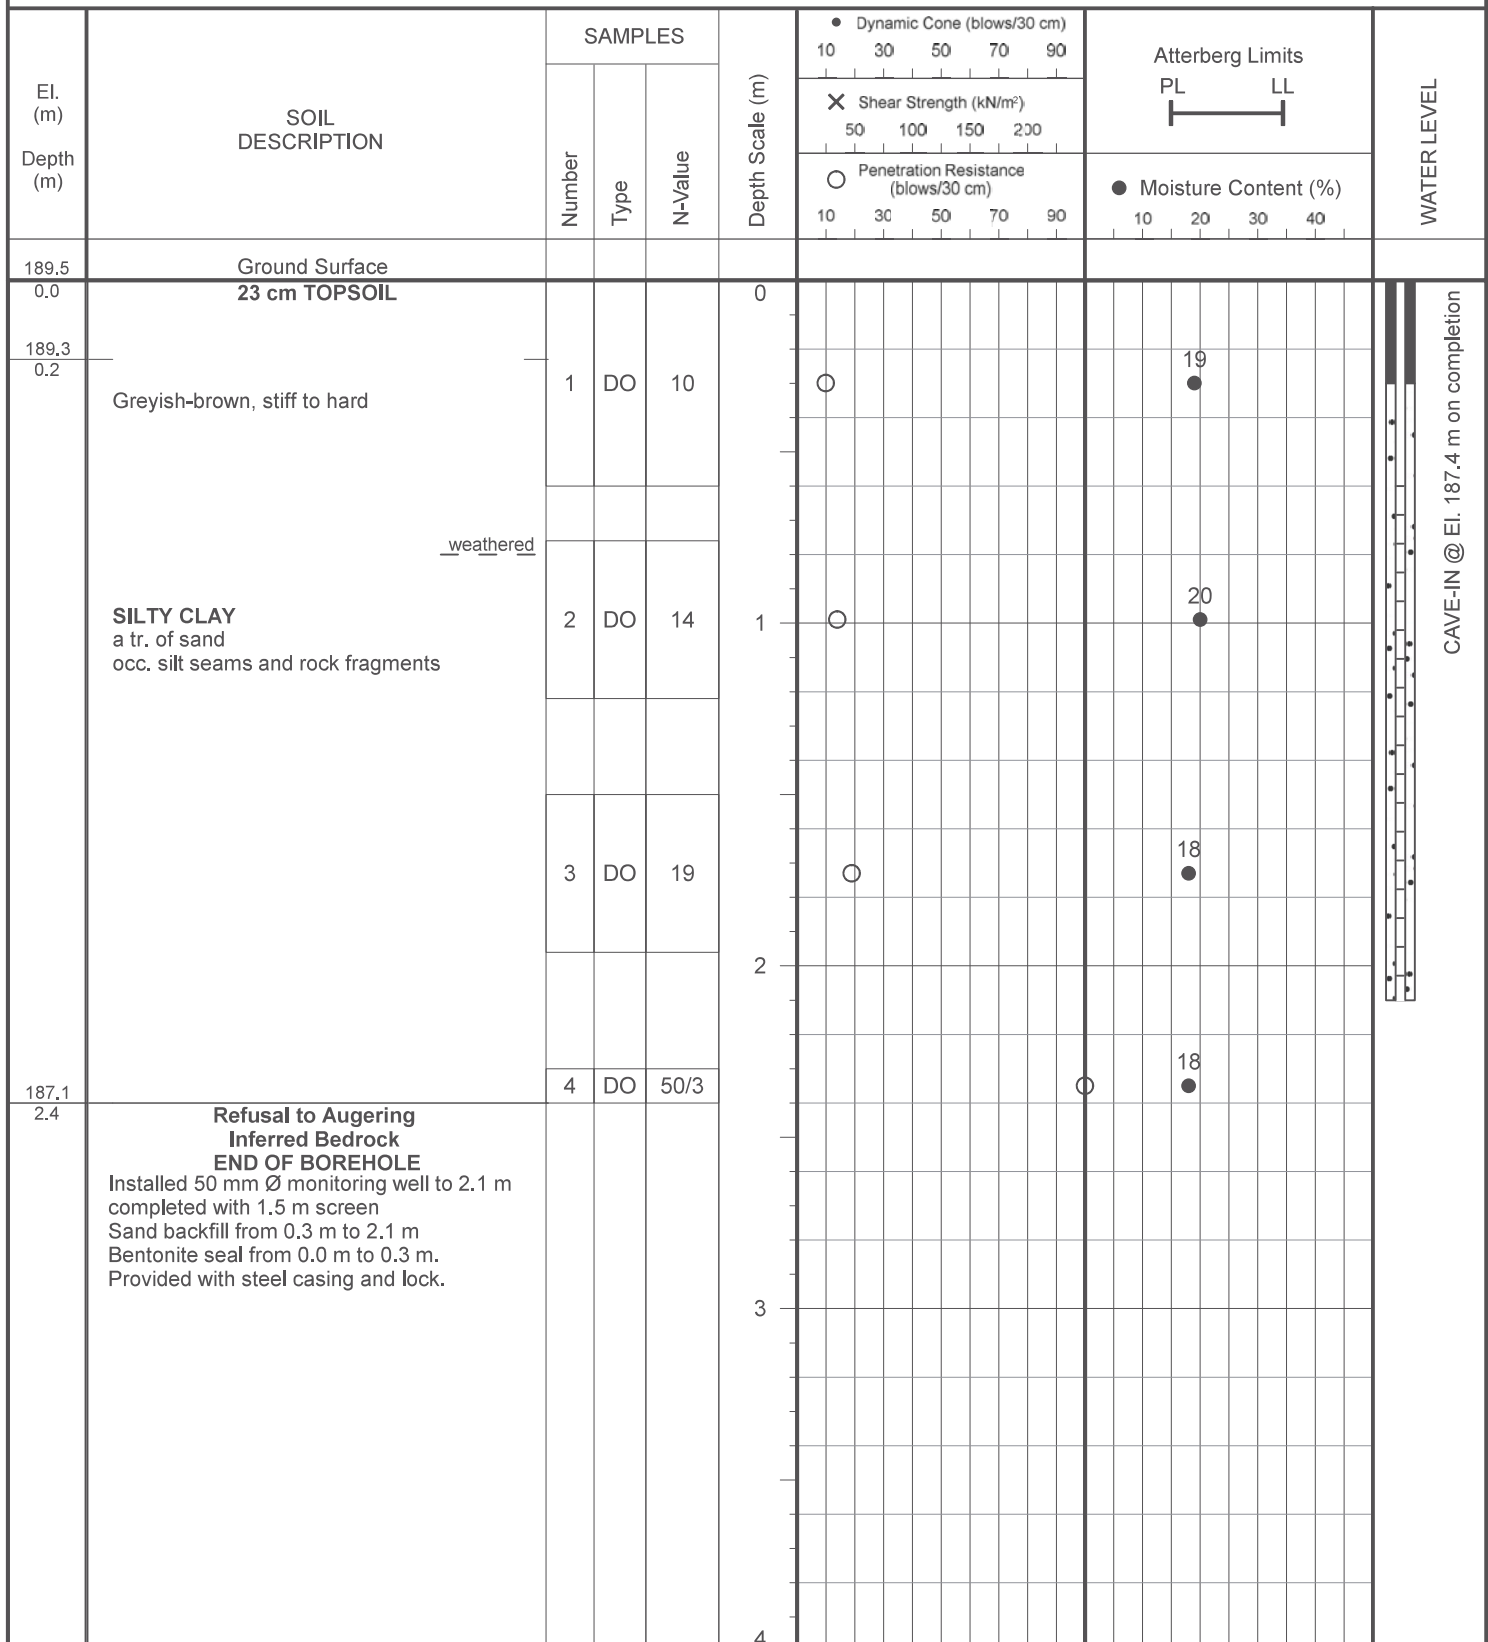 El.
(m)
Depth
(m)
SOIL
DESCRIPTION
SAMPLES
Number
Type
N-Value
Depth Scale (m)
● Dynamic Cone (blows/30 cm)
10 30 50 70 90
✕ Shear Strength (kN/m²)
50 100 150 200
○ Penetration Resistance
(blows/30 cm)
10 30 50 70 90
Atterberg Limits
PL LL
● Moisture Content (%)
10 20 30 40
WATER LEVEL
189.5 Ground Surface
0.0 23 cm TOPSOIL 0
189.3
0.2
19
1 DO 10
Greyish-brown, stiff to hard
weathered
20
SILTY CLAY
2 DO 14 1
a tr. of sand
occ. silt seams and rock fragments
18
3 DO 19
2
18
4 DO 50/3
187.1
2.4
Refusal to Augering
Inferred Bedrock
END OF BOREHOLE
Installed 50 mm Ø monitoring well to 2.1 m
completed with 1.5 m screen
Sand backfill from 0.3 m to 2.1 m
Bentonite seal from 0.0 m to 0.3 m.
Provided with steel casing and lock.
3
4
CAVE-IN @ El. 187.4 m on completion